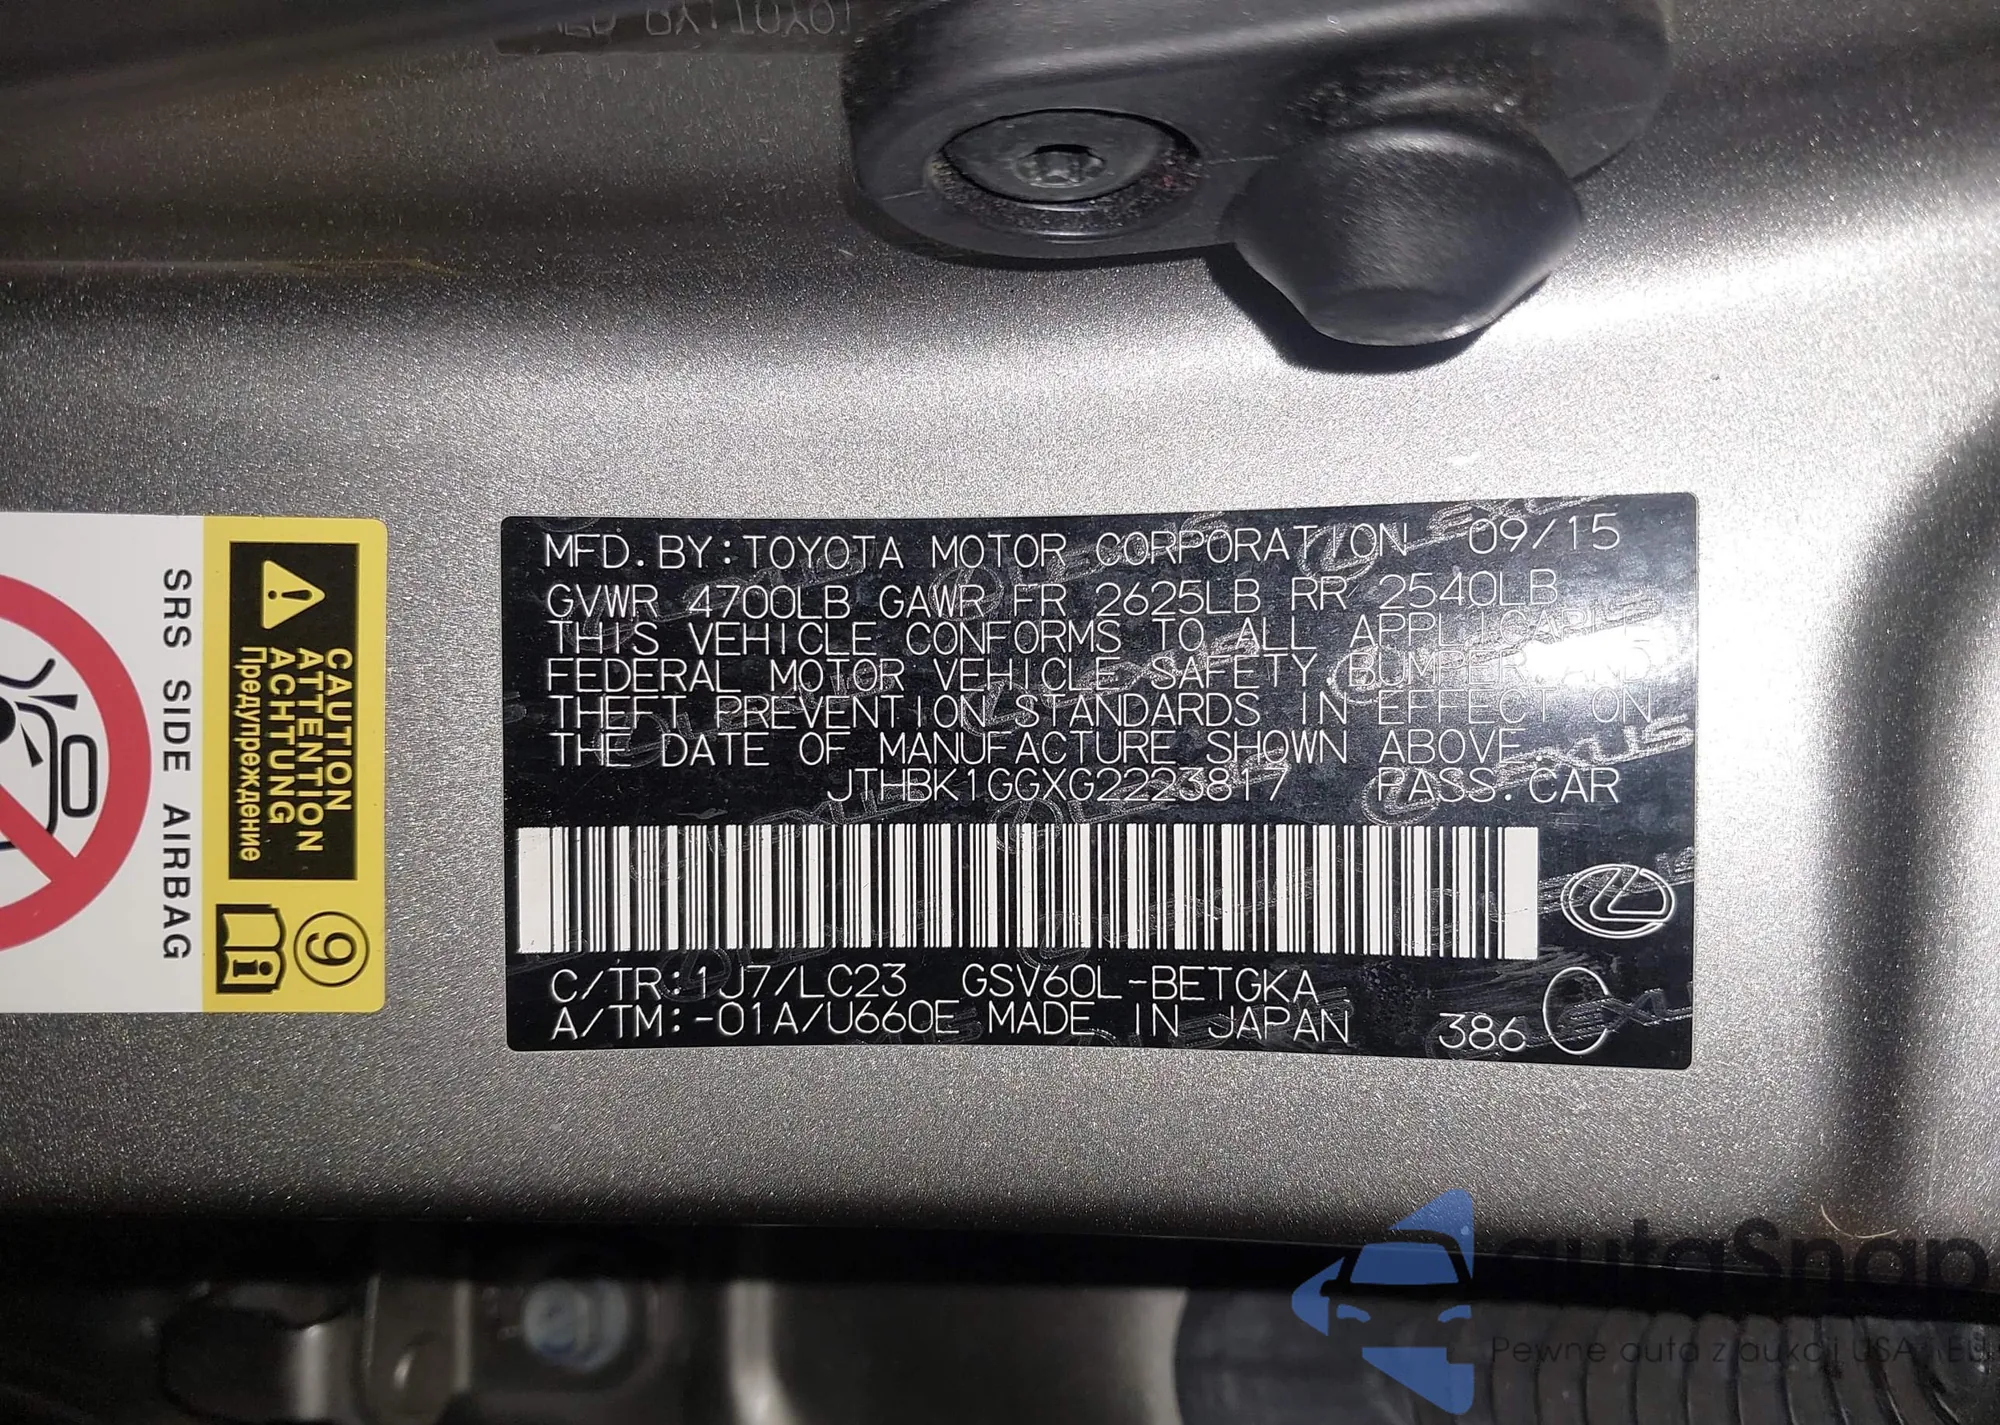 MFD.BY:TOYOTA MOTOR CORPORATION 09/15
GVWR 4700LB GAWR FR 2625LB RR 2540LB
THIS VEHICLE CONFORMS TO ALL APPLICABLE
FEDERAL MOTOR VEHICLE SAFETY.BUMPER.AND
THEFT PREVENTION STANDARDS IN EFFECT ON
THE DATE OF MANUFACTURE SHOWN ABOVE.
JTHBK1GGXG2223817 PASS.CAR
C/TR:1J7/LC23 GSV60L-BETGKA
A/TM:-01A/U660E MADE IN JAPAN 386
CAUTION
ATTENTION
ACHTUNG
Предупреждение
9
SRS SIDE AIRBAG
autaSnap
Pewne auta z aukcji USA i EU